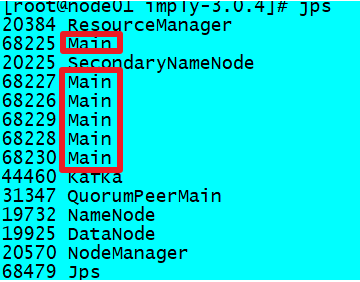 [root@node01 imply-3.0.4]# jps
20384 ResourceManager
68225 Main
20225 SecondaryNameNode
68227 Main
68226 Main
68229 Main
68228 Main
68230 Main
44460 Kafka
31347 QuorumPeerMain
19732 NameNode
19925 DataNode
20570 NodeManager
68479 Jps